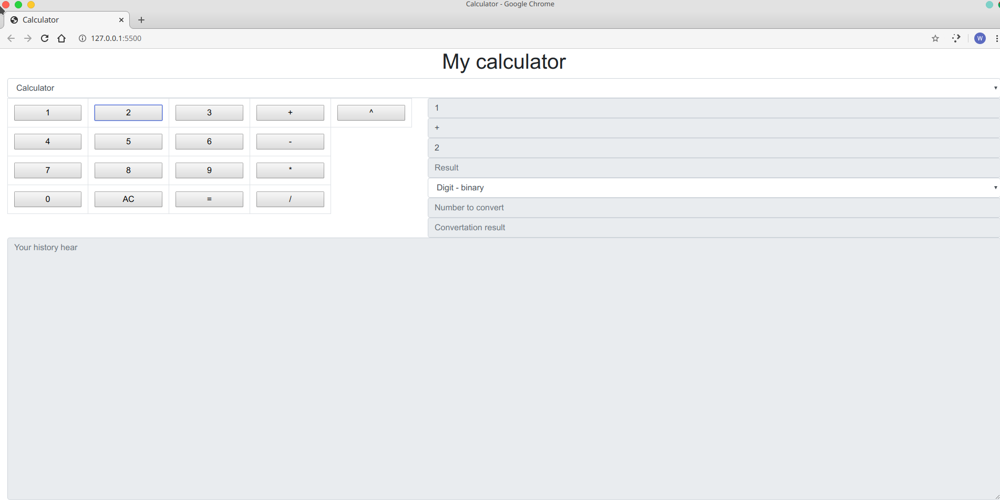 Calculator - Google Chrome
Calculator
127.0.0.1:5500
W
My calculator
Calculator
1 2 3 + ^
4 5 6 -
7 8 9 *
0 AC = /
1
+
2
Result
Digit - binary
Number to convert
Convertation result
Your history hear